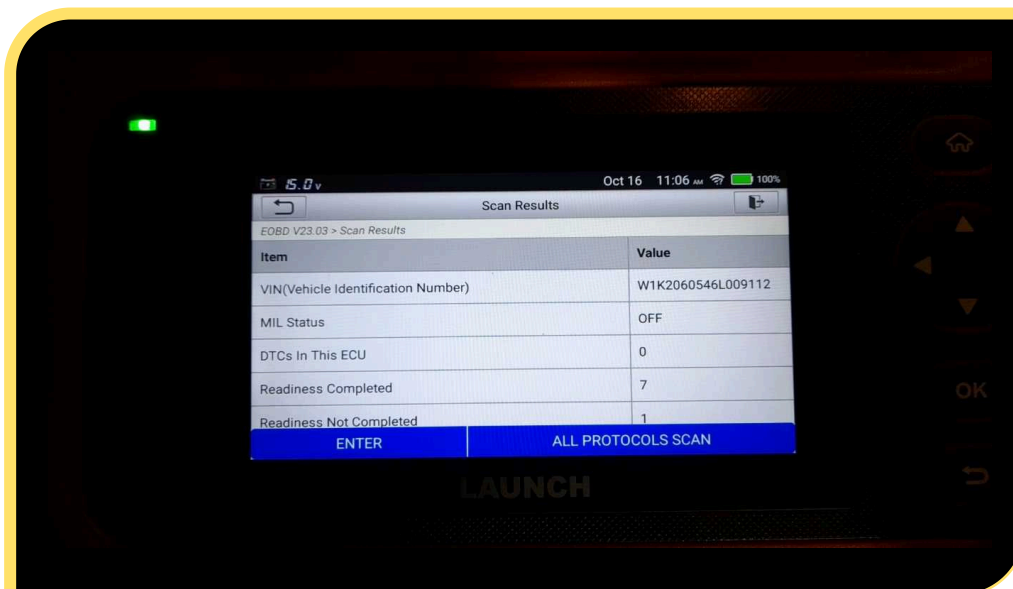 15.0 v Oct 16 11:06 AM 100%
Scan Results
EOBD V23.03 > Scan Results
Item Value
VIN(Vehicle Identification Number) W1K2060546L009112
MIL Status OFF
DTCs In This ECU 0
Readiness Completed 7
Readiness Not Completed 1
ENTER ALL PROTOCOLS SCAN
OK
LAUNCH